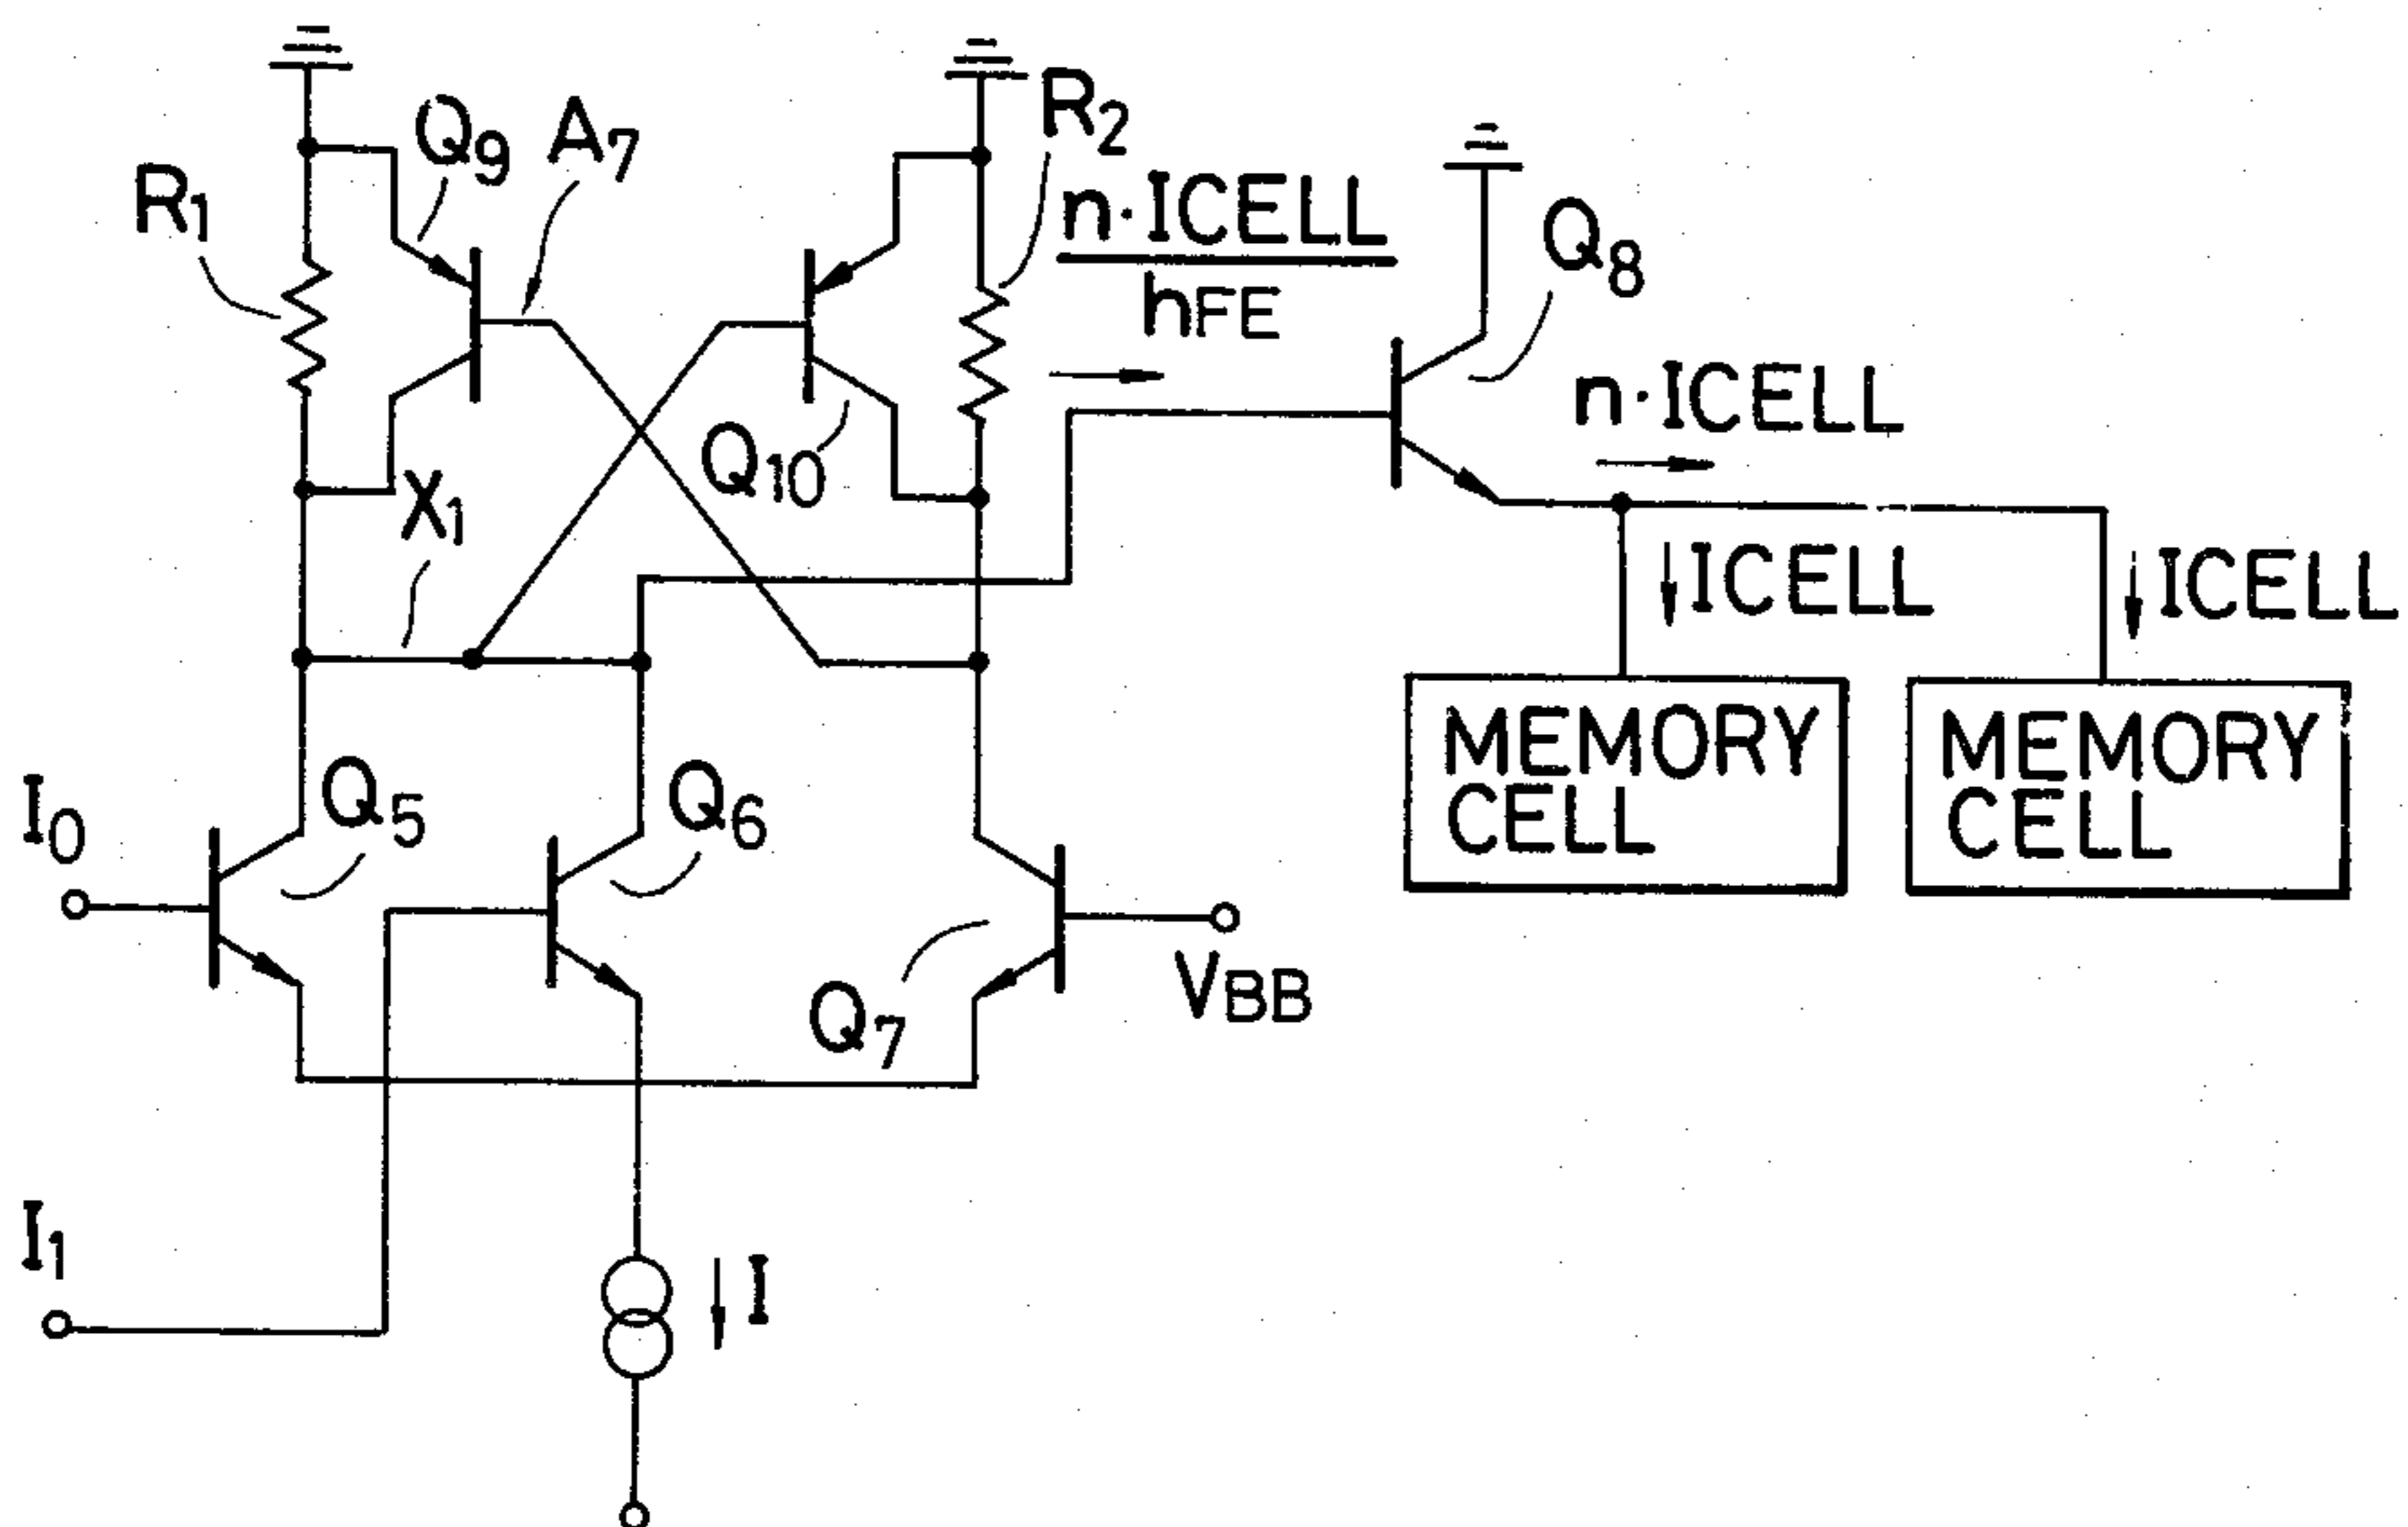 Q9
A7
R2
R1
n·ICELL
hFE
Q8
n·ICELL
Q10
X1
ICELL
ICELL
MEMORY
CELL
MEMORY
CELL
I0
Q5
Q6
Q7
VBB
I1
I